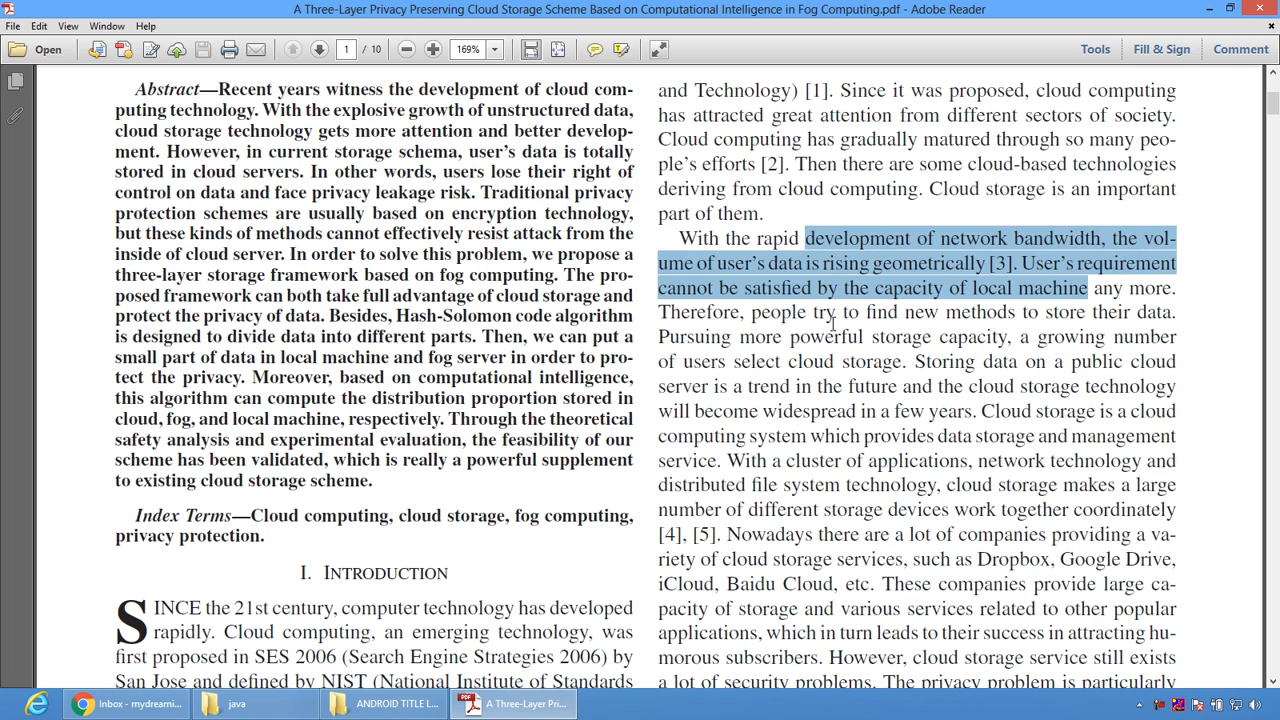 A Three-Layer Privacy Preserving Cloud Storage Scheme Based on Computational Intelligence in Fog Computing.pdf - Adobe Reader
File Edit View Window Help
Open 1 / 10 169% Tools Fill & Sign Comment
Abstract—Recent years witness the development of cloud com-
puting technology. With the explosive growth of unstructured data,
cloud storage technology gets more attention and better develop-
ment. However, in current storage schema, user's data is totally
stored in cloud servers. In other words, users lose their right of
control on data and face privacy leakage risk. Traditional privacy
protection schemes are usually based on encryption technology,
but these kinds of methods cannot effectively resist attack from the
inside of cloud server. In order to solve this problem, we propose a
three-layer storage framework based on fog computing. The pro-
posed framework can both take full advantage of cloud storage and
protect the privacy of data. Besides, Hash-Solomon code algorithm
is designed to divide data into different parts. Then, we can put a
small part of data in local machine and fog server in order to pro-
tect the privacy. Moreover, based on computational intelligence,
this algorithm can compute the distribution proportion stored in
cloud, fog, and local machine, respectively. Through the theoretical
safety analysis and experimental evaluation, the feasibility of our
scheme has been validated, which is really a powerful supplement
to existing cloud storage scheme.
Index Terms—Cloud computing, cloud storage, fog computing,
privacy protection.
I. INTRODUCTION
SINCE the 21st century, computer technology has developed
rapidly. Cloud computing, an emerging technology, was
first proposed in SES 2006 (Search Engine Strategies 2006) by
San Jose and defined by NIST (National Institute of Standards
and Technology) [1]. Since it was proposed, cloud computing
has attracted great attention from different sectors of society.
Cloud computing has gradually matured through so many peo-
ple's efforts [2]. Then there are some cloud-based technologies
deriving from cloud computing. Cloud storage is an important
part of them.
With the rapid development of network bandwidth, the vol-
ume of user's data is rising geometrically [3]. User's requirement
cannot be satisfied by the capacity of local machine any more.
Therefore, people try to find new methods to store their data.
Pursuing more powerful storage capacity, a growing number
of users select cloud storage. Storing data on a public cloud
server is a trend in the future and the cloud storage technology
will become widespread in a few years. Cloud storage is a cloud
computing system which provides data storage and management
service. With a cluster of applications, network technology and
distributed file system technology, cloud storage makes a large
number of different storage devices work together coordinately
[4], [5]. Nowadays there are a lot of companies providing a va-
riety of cloud storage services, such as Dropbox, Google Drive,
iCloud, Baidu Cloud, etc. These companies provide large ca-
pacity of storage and various services related to other popular
applications, which in turn leads to their success in attracting hu-
morous subscribers. However, cloud storage service still exists
a lot of security problems. The privacy problem is particularly
Inbox - mydreami... java ANDROID TITLE L... A Three-Layer Pri...